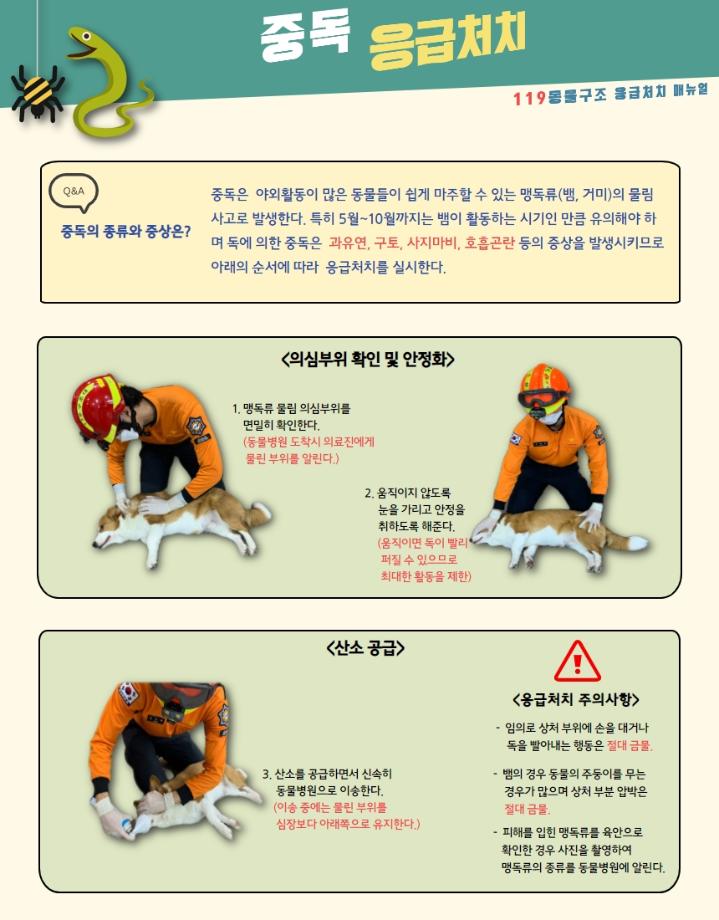 중독 응급처치
119동물구조 응급처치 매뉴얼
Q&A
중독의 종류와 증상은?
중독은 야외활동이 많은 동물들이 쉽게 마주할 수 있는 맹독류(뱀, 거미)의 물림
사고로 발생한다. 특히 5월~10월까지는 뱀이 활동하는 시기인 만큼 유의해야 하
며 독에 의한 중독은 과유연, 구토, 사지마비, 호흡곤란 등의 증상을 발생시키므로
아래의 순서에 따라 응급처치를 실시한다.
<의심부위 확인 및 안정화>
1. 맹독류 물림 의심부위를
면밀히 확인한다.
(동물병원 도착시 의료진에게
물린 부위를 알린다.)
2. 움직이지 않도록
눈을 가리고 안정을
취하도록 해준다.
(움직이면 독이 빨리
퍼질 수 있으므로
최대한 활동을 제한)
<산소 공급>
3. 산소를 공급하면서 신속히
동물병원으로 이송한다.
(이송 중에는 물린 부위를
심장보다 아래쪽으로 유지한다.)
<응급처치 주의사항>
- 임의로 상처 부위에 손을 대거나
독을 빨아내는 행동은 절대 금물.
- 뱀의 경우 동물의 주둥이를 무는
경우가 많으며 상처 부분 압박은
절대 금물.
- 피해를 입힌 맹독류를 육안으로
확인한 경우 사진을 촬영하여
맹독류의 종류를 동물병원에 알린다.